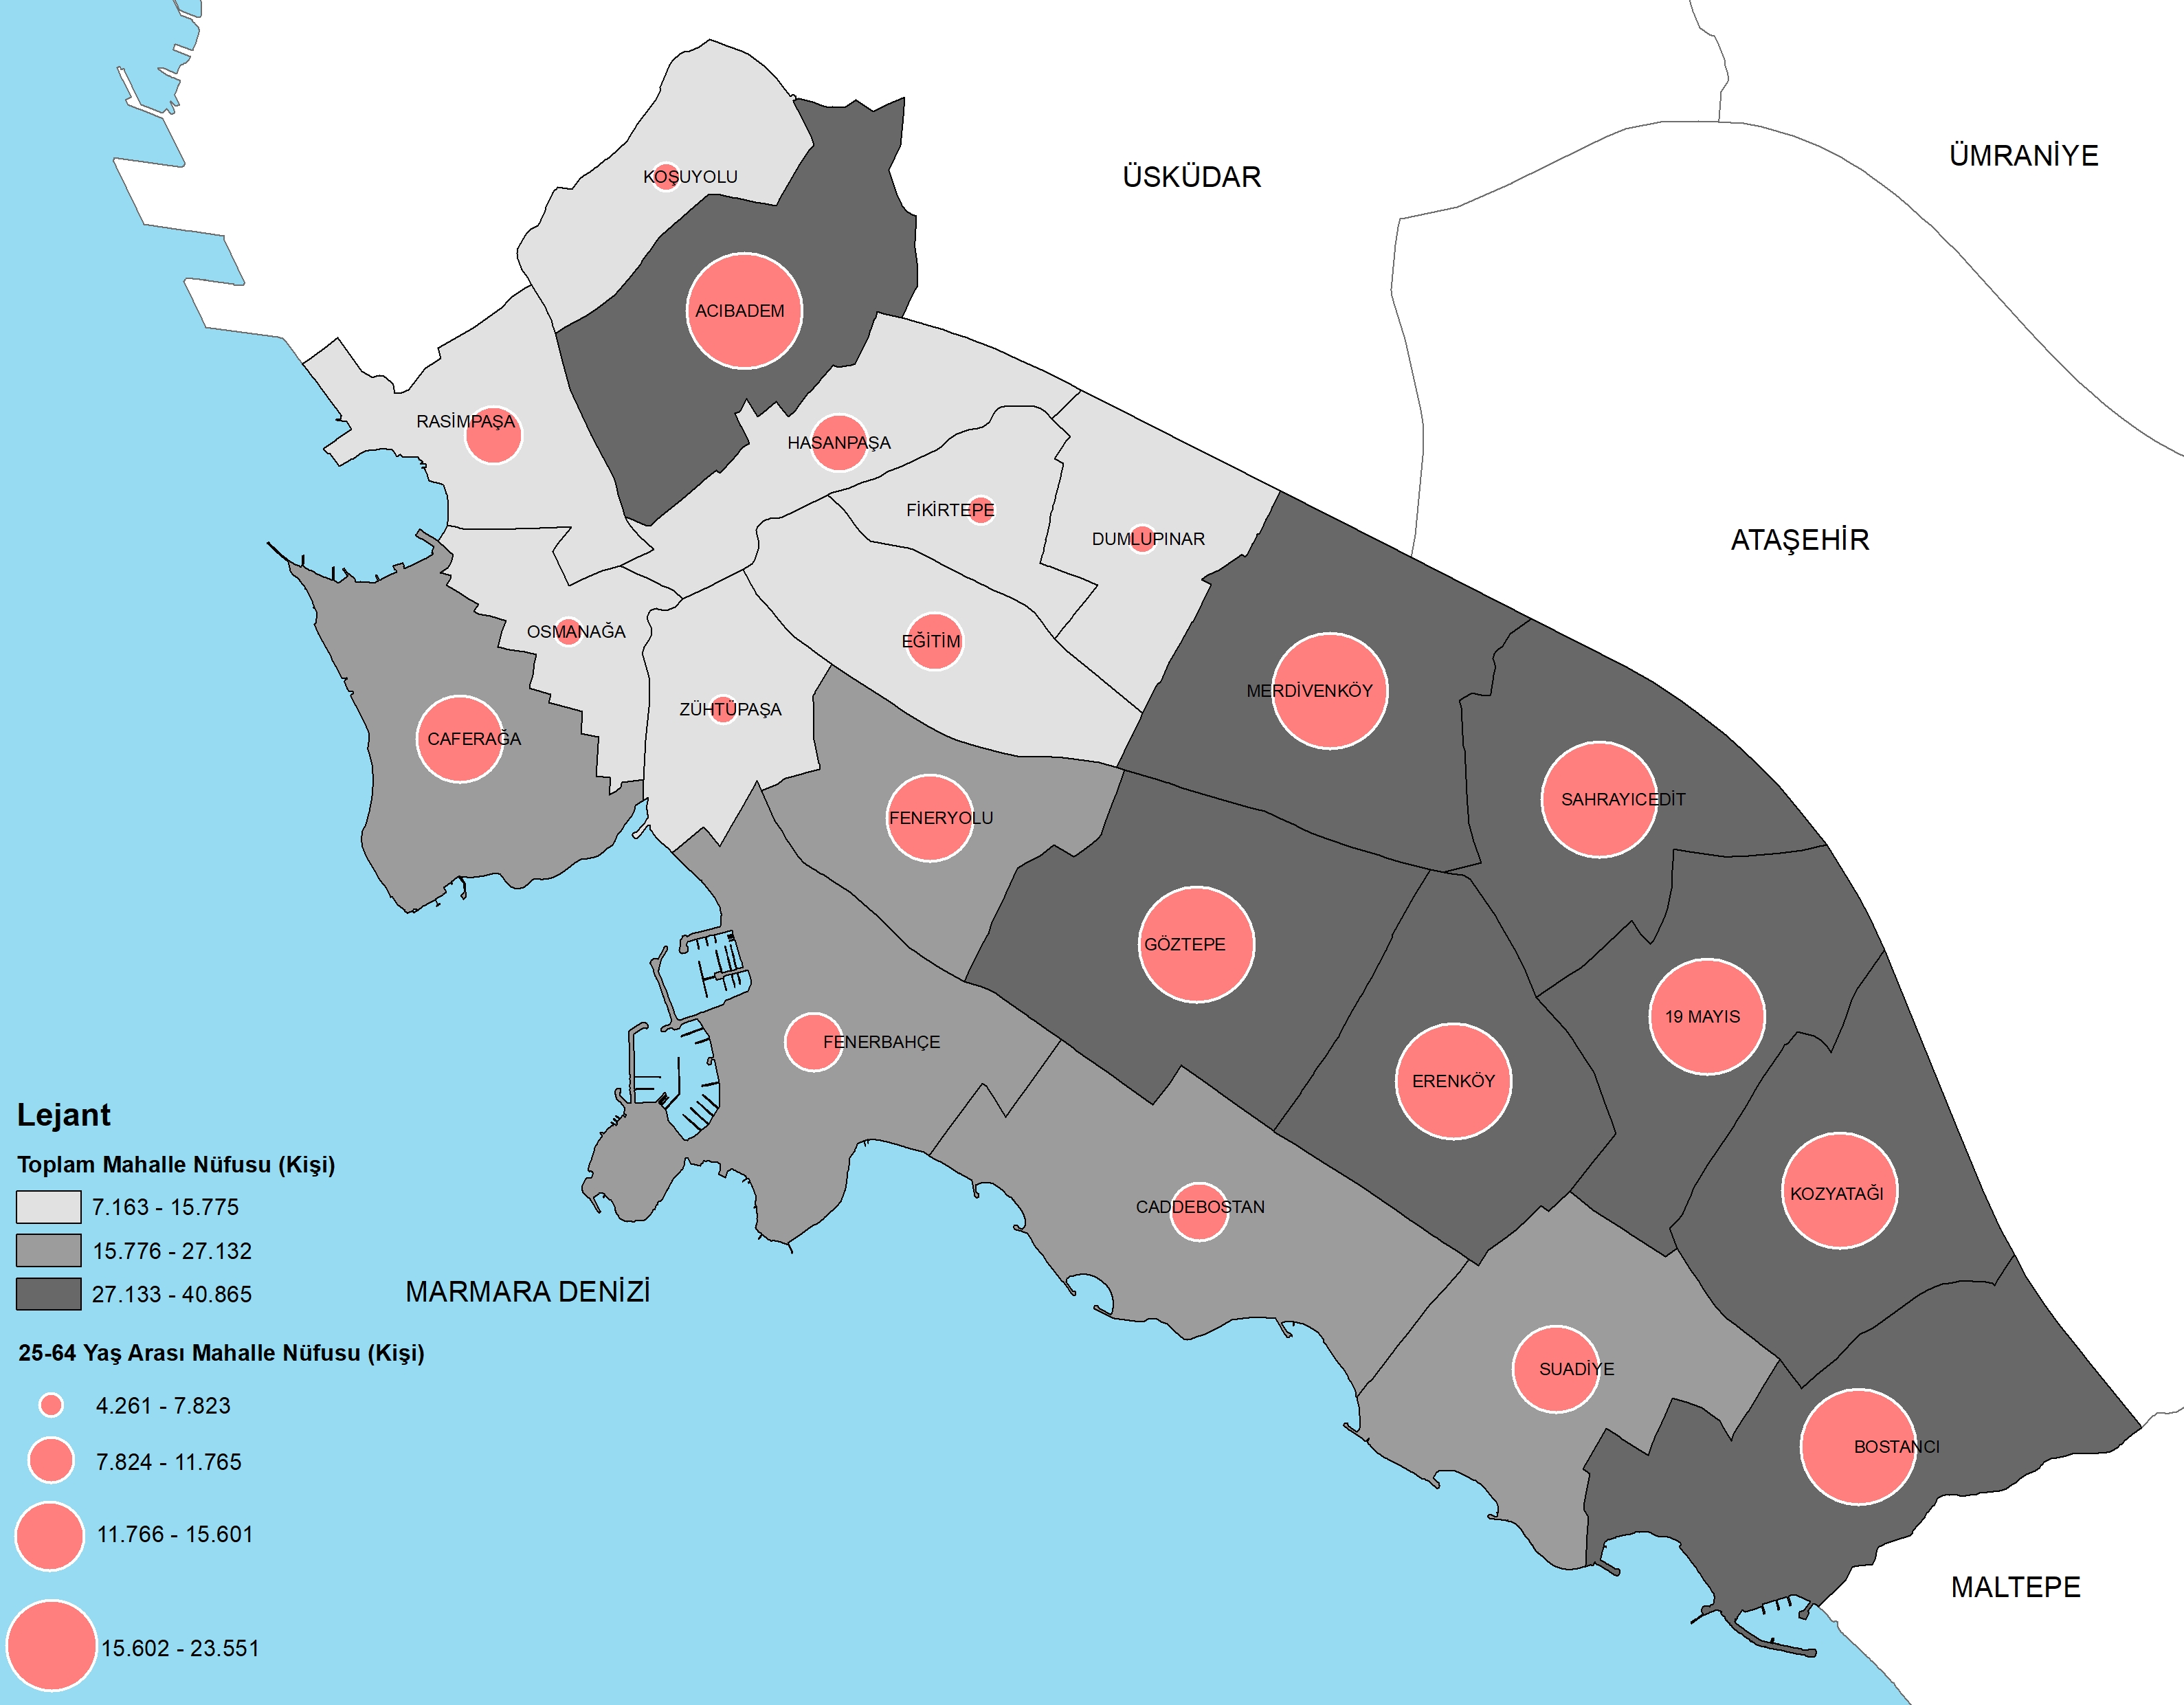 ÜMRANİYE
ÜSKÜDAR
KOŞUYOLU
ACIBADEM
RASİMPAŞA
HASANPAŞA
FİKİRTEPE
DUMLUPINAR
ATAŞEHİR
OSMANAĞA
EĞİTİM
MERDİVENKÖY
ZÜHTÜPAŞA
CAFERAĞA
SAHRAYICEDİT
FENERYOLU
GÖZTEPE
19 MAYIS
FENERBAHÇE
ERENKÖY
KOZYATAĞI
CADDEBOSTAN
SUADİYE
BOSTANCI
MARMARA DENİZİ
MALTEPE
Lejant
Toplam Mahalle Nüfusu (Kişi)
7.163 - 15.775
15.776 - 27.132
27.133 - 40.865
25-64 Yaş Arası Mahalle Nüfusu (Kişi)
4.261 - 7.823
7.824 - 11.765
11.766 - 15.601
15.602 - 23.551